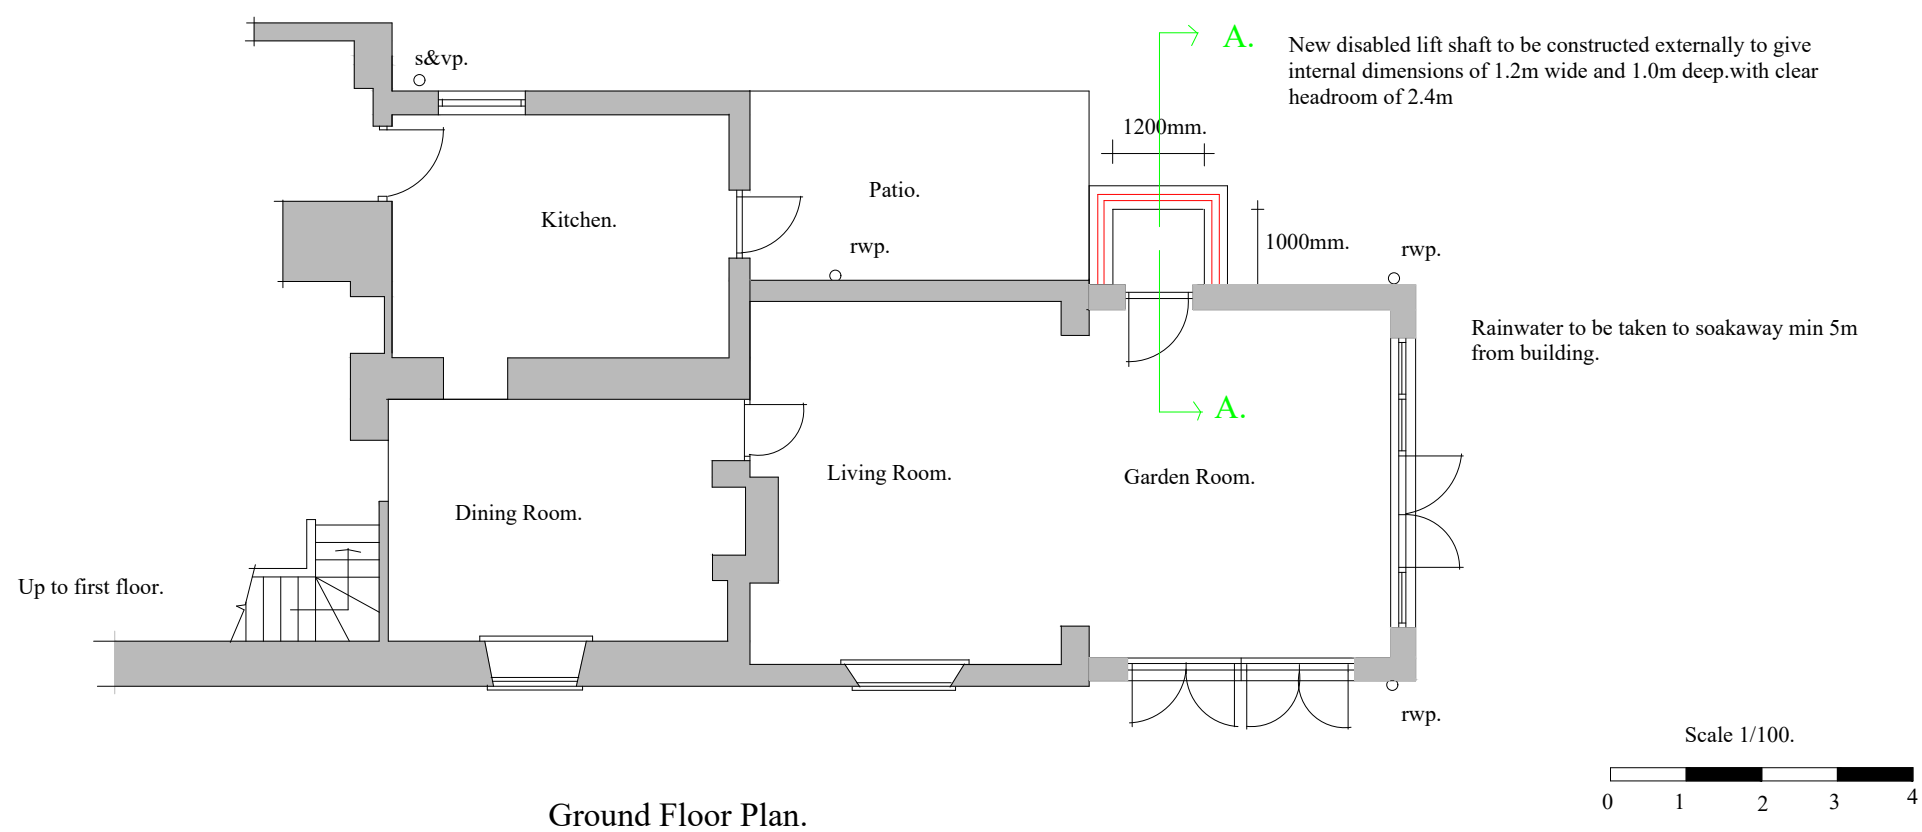 s&vp.
A.
New disabled lift shaft to be constructed externally to give
internal dimensions of 1.2m wide and 1.0m deep.with clear
headroom of 2.4m
1200mm.
Patio.
Kitchen.
rwp.
1000mm.
rwp.
Rainwater to be taken to soakaway min 5m
from building.
A.
Living Room.
Garden Room.
Dining Room.
Up to first floor.
rwp.
Scale 1/100.
0 1 2 3 4
Ground Floor Plan.